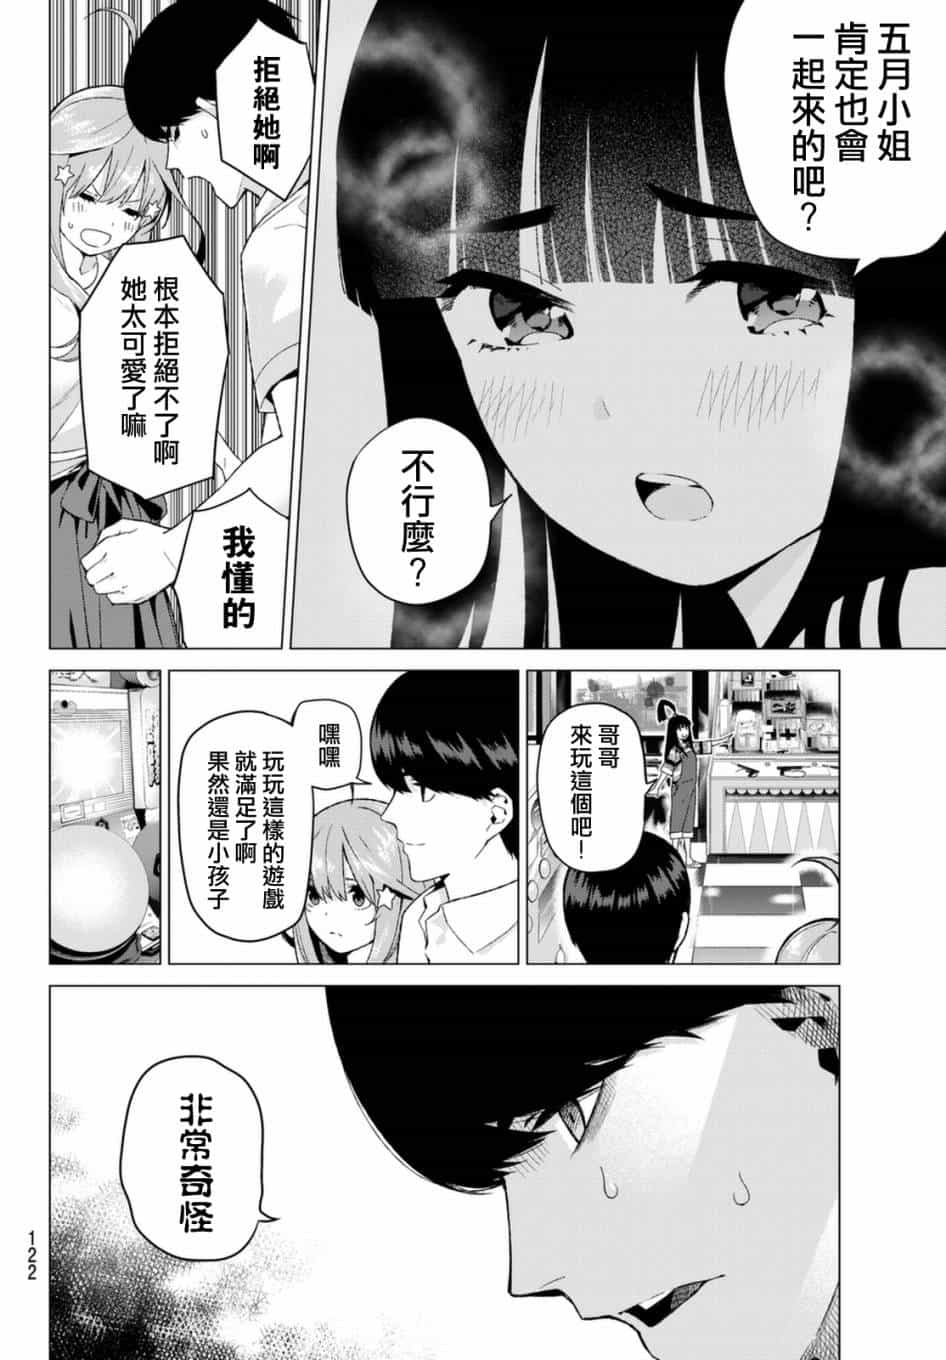 五月小姐
肯定也會
一起來的吧？
不行麼？
拒絕她啊
根本拒絕不了啊
她太可愛了嘛
我懂的
哥哥
來玩這個吧！
嘿嘿
玩玩這樣的遊戲
就滿足了啊
果然還是小孩子
非常奇怪
122